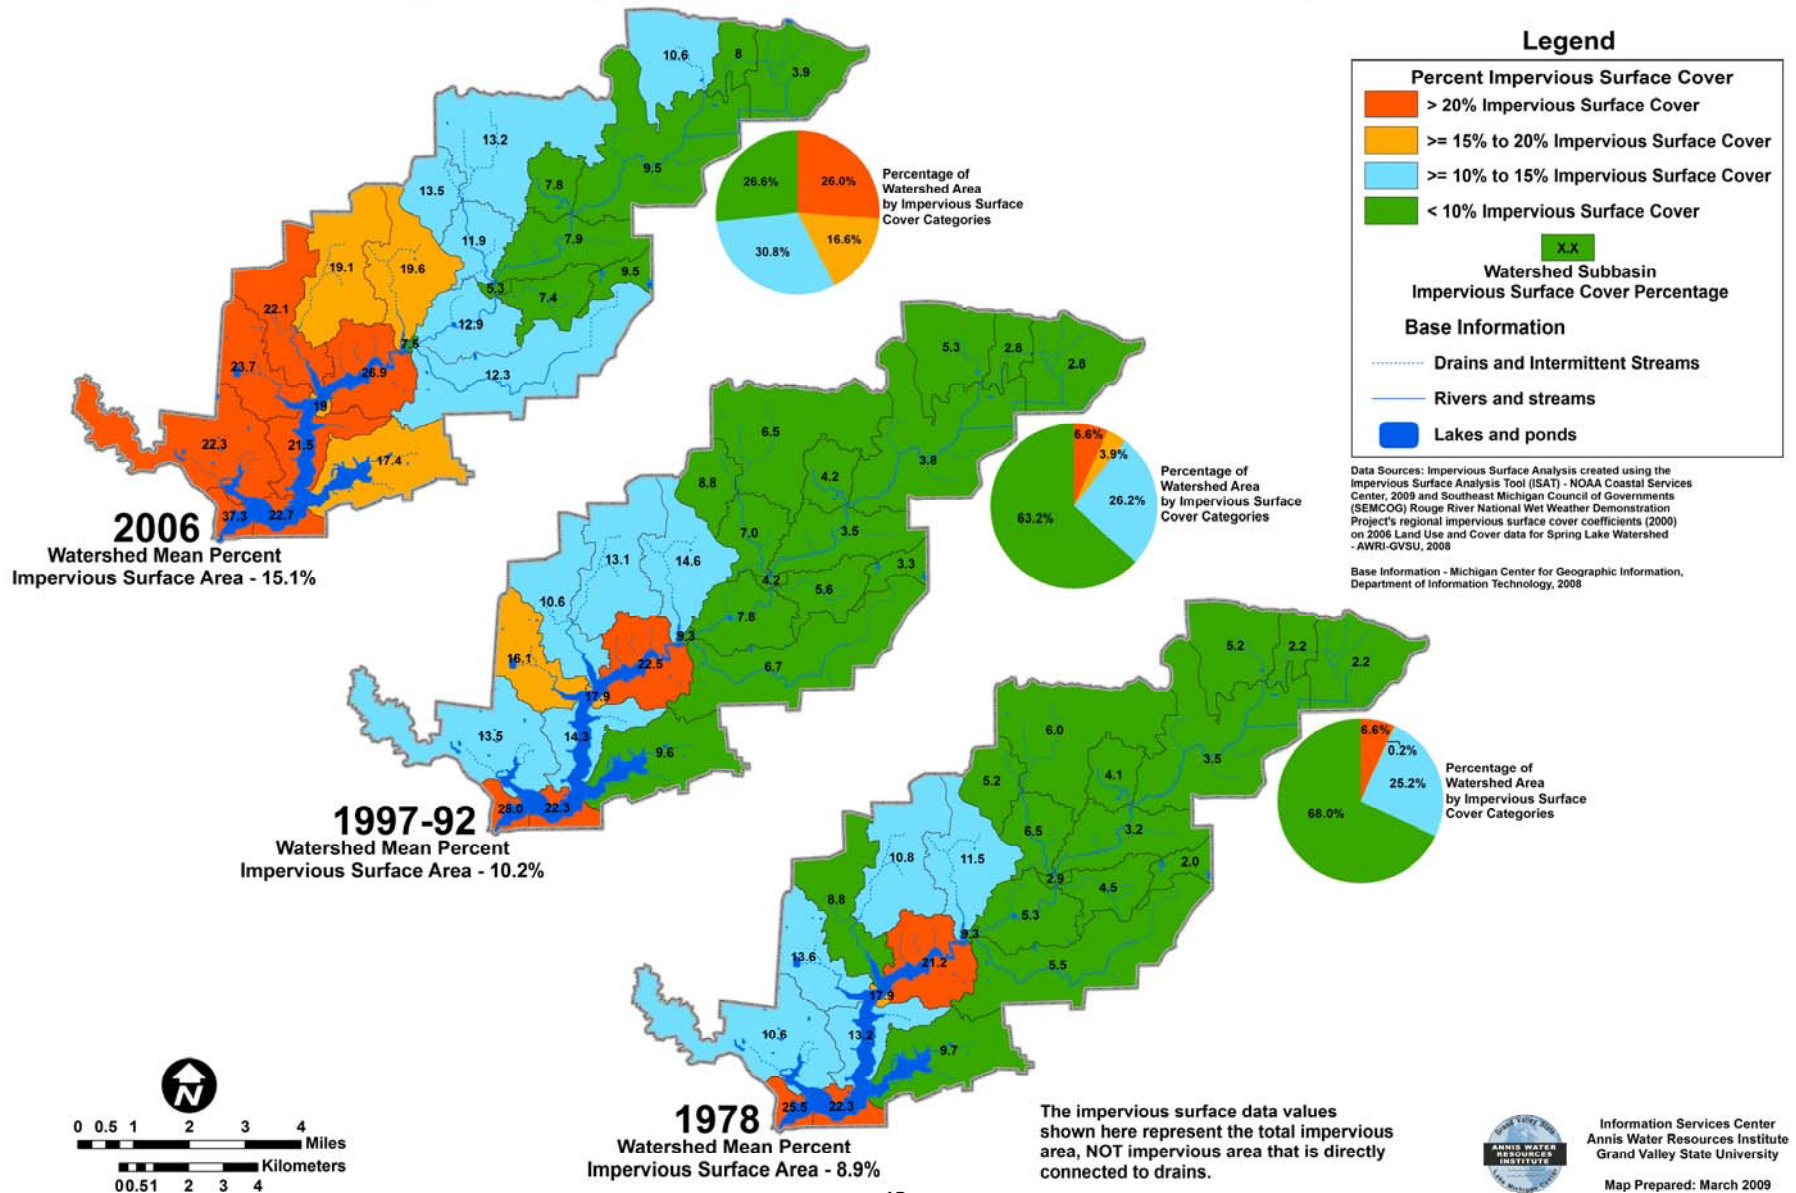 10.6
8
3.9
13.2
9.5
13.5
7.8
11.9
7.9
9.5
19.1
19.6
5.3
7.4
22.1
12.9
23.7
26.9
12.3
19
22.3
21.5
17.4
37.3
22.7
26.6%
26.0%
30.8%
16.6%
Percentage of
Watershed Area
by Impervious Surface
Cover Categories
2006
Watershed Mean Percent
Impervious Surface Area - 15.1%
5.3
2.8
2.8
6.5
3.8
8.8
4.2
7.0
3.5
3.3
13.1
14.6
4.2
5.6
10.6
7.8
9.3
16.1
22.5
6.7
17.9
13.5
14.3
9.6
28.0
22.3
6.6%
3.9%
26.2%
63.2%
Percentage of
Watershed Area
by Impervious Surface
Cover Categories
1997-92
Watershed Mean Percent
Impervious Surface Area - 10.2%
5.2
2.2
2.2
6.0
3.5
5.2
4.1
6.5
3.2
2.0
10.8
11.5
2.9
4.5
8.8
5.3
9.3
13.6
21.2
5.5
17.9
10.6
13.2
9.7
25.5
22.3
6.6%
0.2%
25.2%
68.0%
Percentage of
Watershed Area
by Impervious Surface
Cover Categories
1978
Watershed Mean Percent
Impervious Surface Area - 8.9%
Legend
Percent Impervious Surface Cover
> 20% Impervious Surface Cover
>= 15% to 20% Impervious Surface Cover
>= 10% to 15% Impervious Surface Cover
< 10% Impervious Surface Cover
X.X
Watershed Subbasin
Impervious Surface Cover Percentage
Base Information
Drains and Intermittent Streams
Rivers and streams
Lakes and ponds
Data Sources: Impervious Surface Analysis created using the
Impervious Surface Analysis Tool (ISAT) - NOAA Coastal Services
Center, 2009 and Southeast Michigan Council of Governments
(SEMCOG) Rouge River National Wet Weather Demonstration
Project's regional impervious surface cover coefficients (2000)
on 2006 Land Use and Cover data for Spring Lake Watershed
- AWRI-GVSU, 2008
Base Information - Michigan Center for Geographic Information,
Department of Information Technology, 2008
N
0 0.5 1 2 3 4
Miles
Kilometers
0 0.5 1 2 3 4
The impervious surface data values
shown here represent the total impervious
area, NOT impervious area that is directly
connected to drains.
Grand Valley State
ANNIS WATER
RESOURCES
INSTITUTE
Lake Michigan Center
Information Services Center
Annis Water Resources Institute
Grand Valley State University
Map Prepared: March 2009